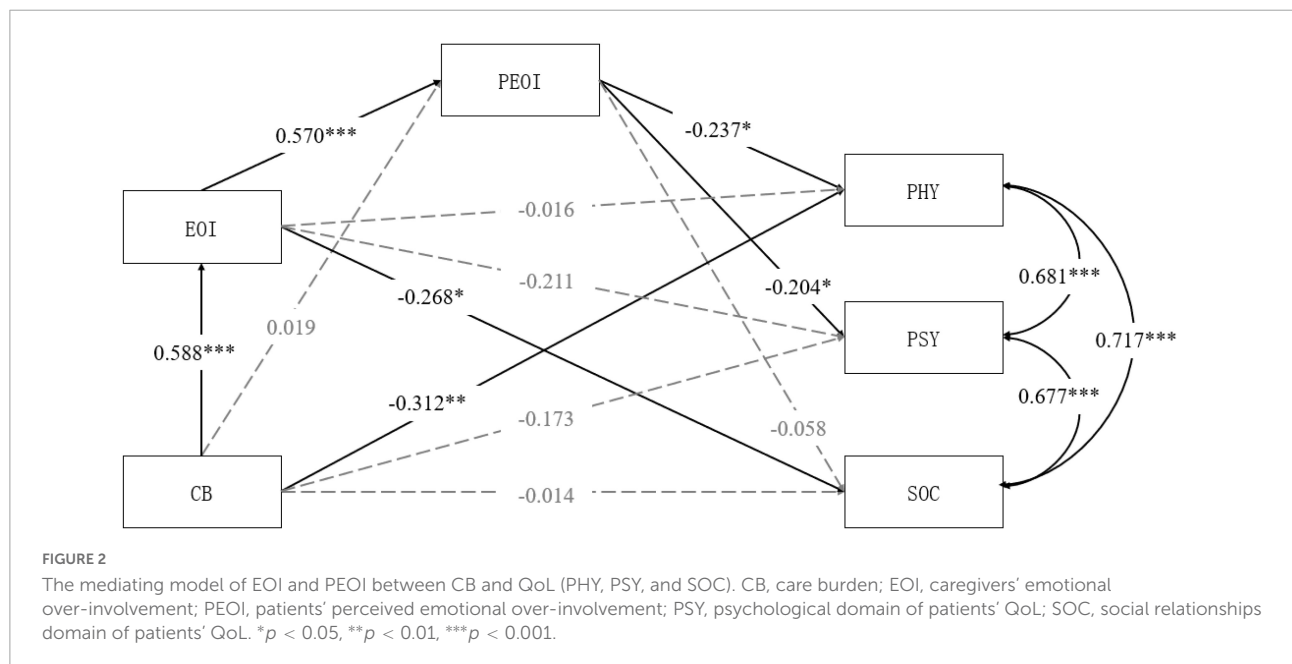 PEOI
0.570***
-0.237*
PHY
EOI
-0.016
-0.211
0.681***
-0.268*
-0.204*
0.019
PSY
0.717***
0.588***
0.677***
-0.312**
-0.173
-0.058
CB
-0.014
SOC
FIGURE 2
The mediating model of EOI and PEOI between CB and QoL (PHY, PSY, and SOC). CB, care burden; EOI, caregivers' emotional
over-involvement; PEOI, patients' perceived emotional over-involvement; PSY, psychological domain of patients' QoL; SOC, social relationships
domain of patients' QoL. *p < 0.05, **p < 0.01, ***p < 0.001.